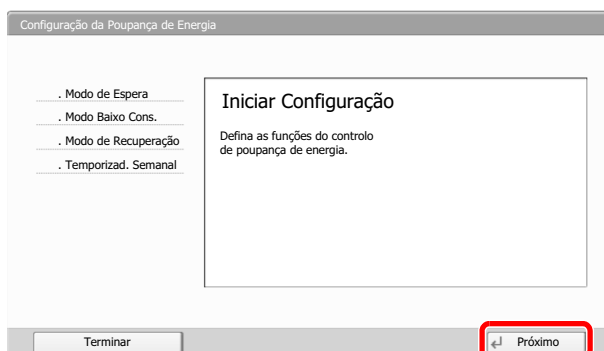 Configuração da Poupança de Energia
. Modo de Espera
. Modo Baixo Cons.
. Modo de Recuperação
. Temporizad. Semanal
Iniciar Configuração
Defina as funções do controlo
de poupança de energia.
Terminar
Próximo